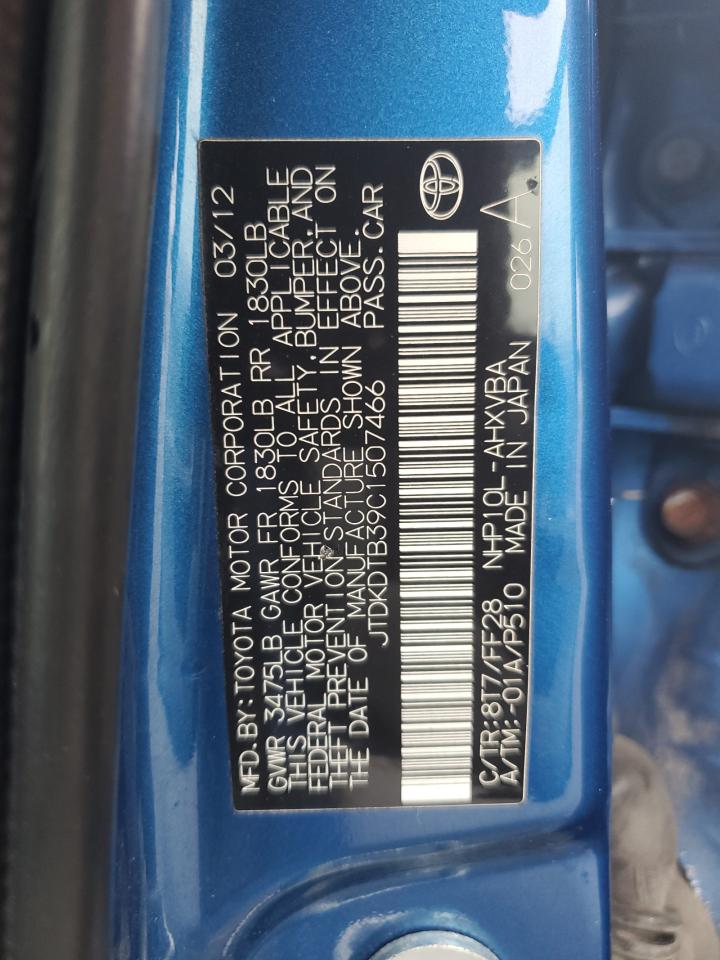 MFD. BY: TOYOTA MOTOR CORPORATION 03/12
GVWR 3475LB GAWR FR 1830LB RR 1830LB
THIS VEHICLE CONFORMS TO ALL APPLICABLE
FEDERAL MOTOR VEHICLE SAFETY, BUMPER, AND
THEFT PREVENTION STANDARDS IN EFFECT ON
THE DATE OF MANUFACTURE SHOWN ABOVE.
JTDKDTB39C1507466 PASS. CAR
C/TR: 8T7/FF28 NHP10L-AHXVBA
A/TM: -01A/P510 MADE IN JAPAN
026 A